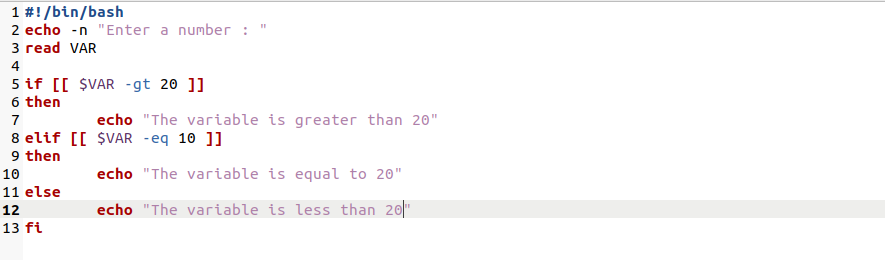 1 #!/bin/bash
2 echo -n "Enter a number : "
3 read VAR
4
5 if [[ $VAR -gt 20 ]]
6 then
7         echo "The variable is greater than 20"
8 elif [[ $VAR -eq 10 ]]
9 then
10         echo "The variable is equal to 20"
11 else
12         echo "The variable is less than 20"
13 fi